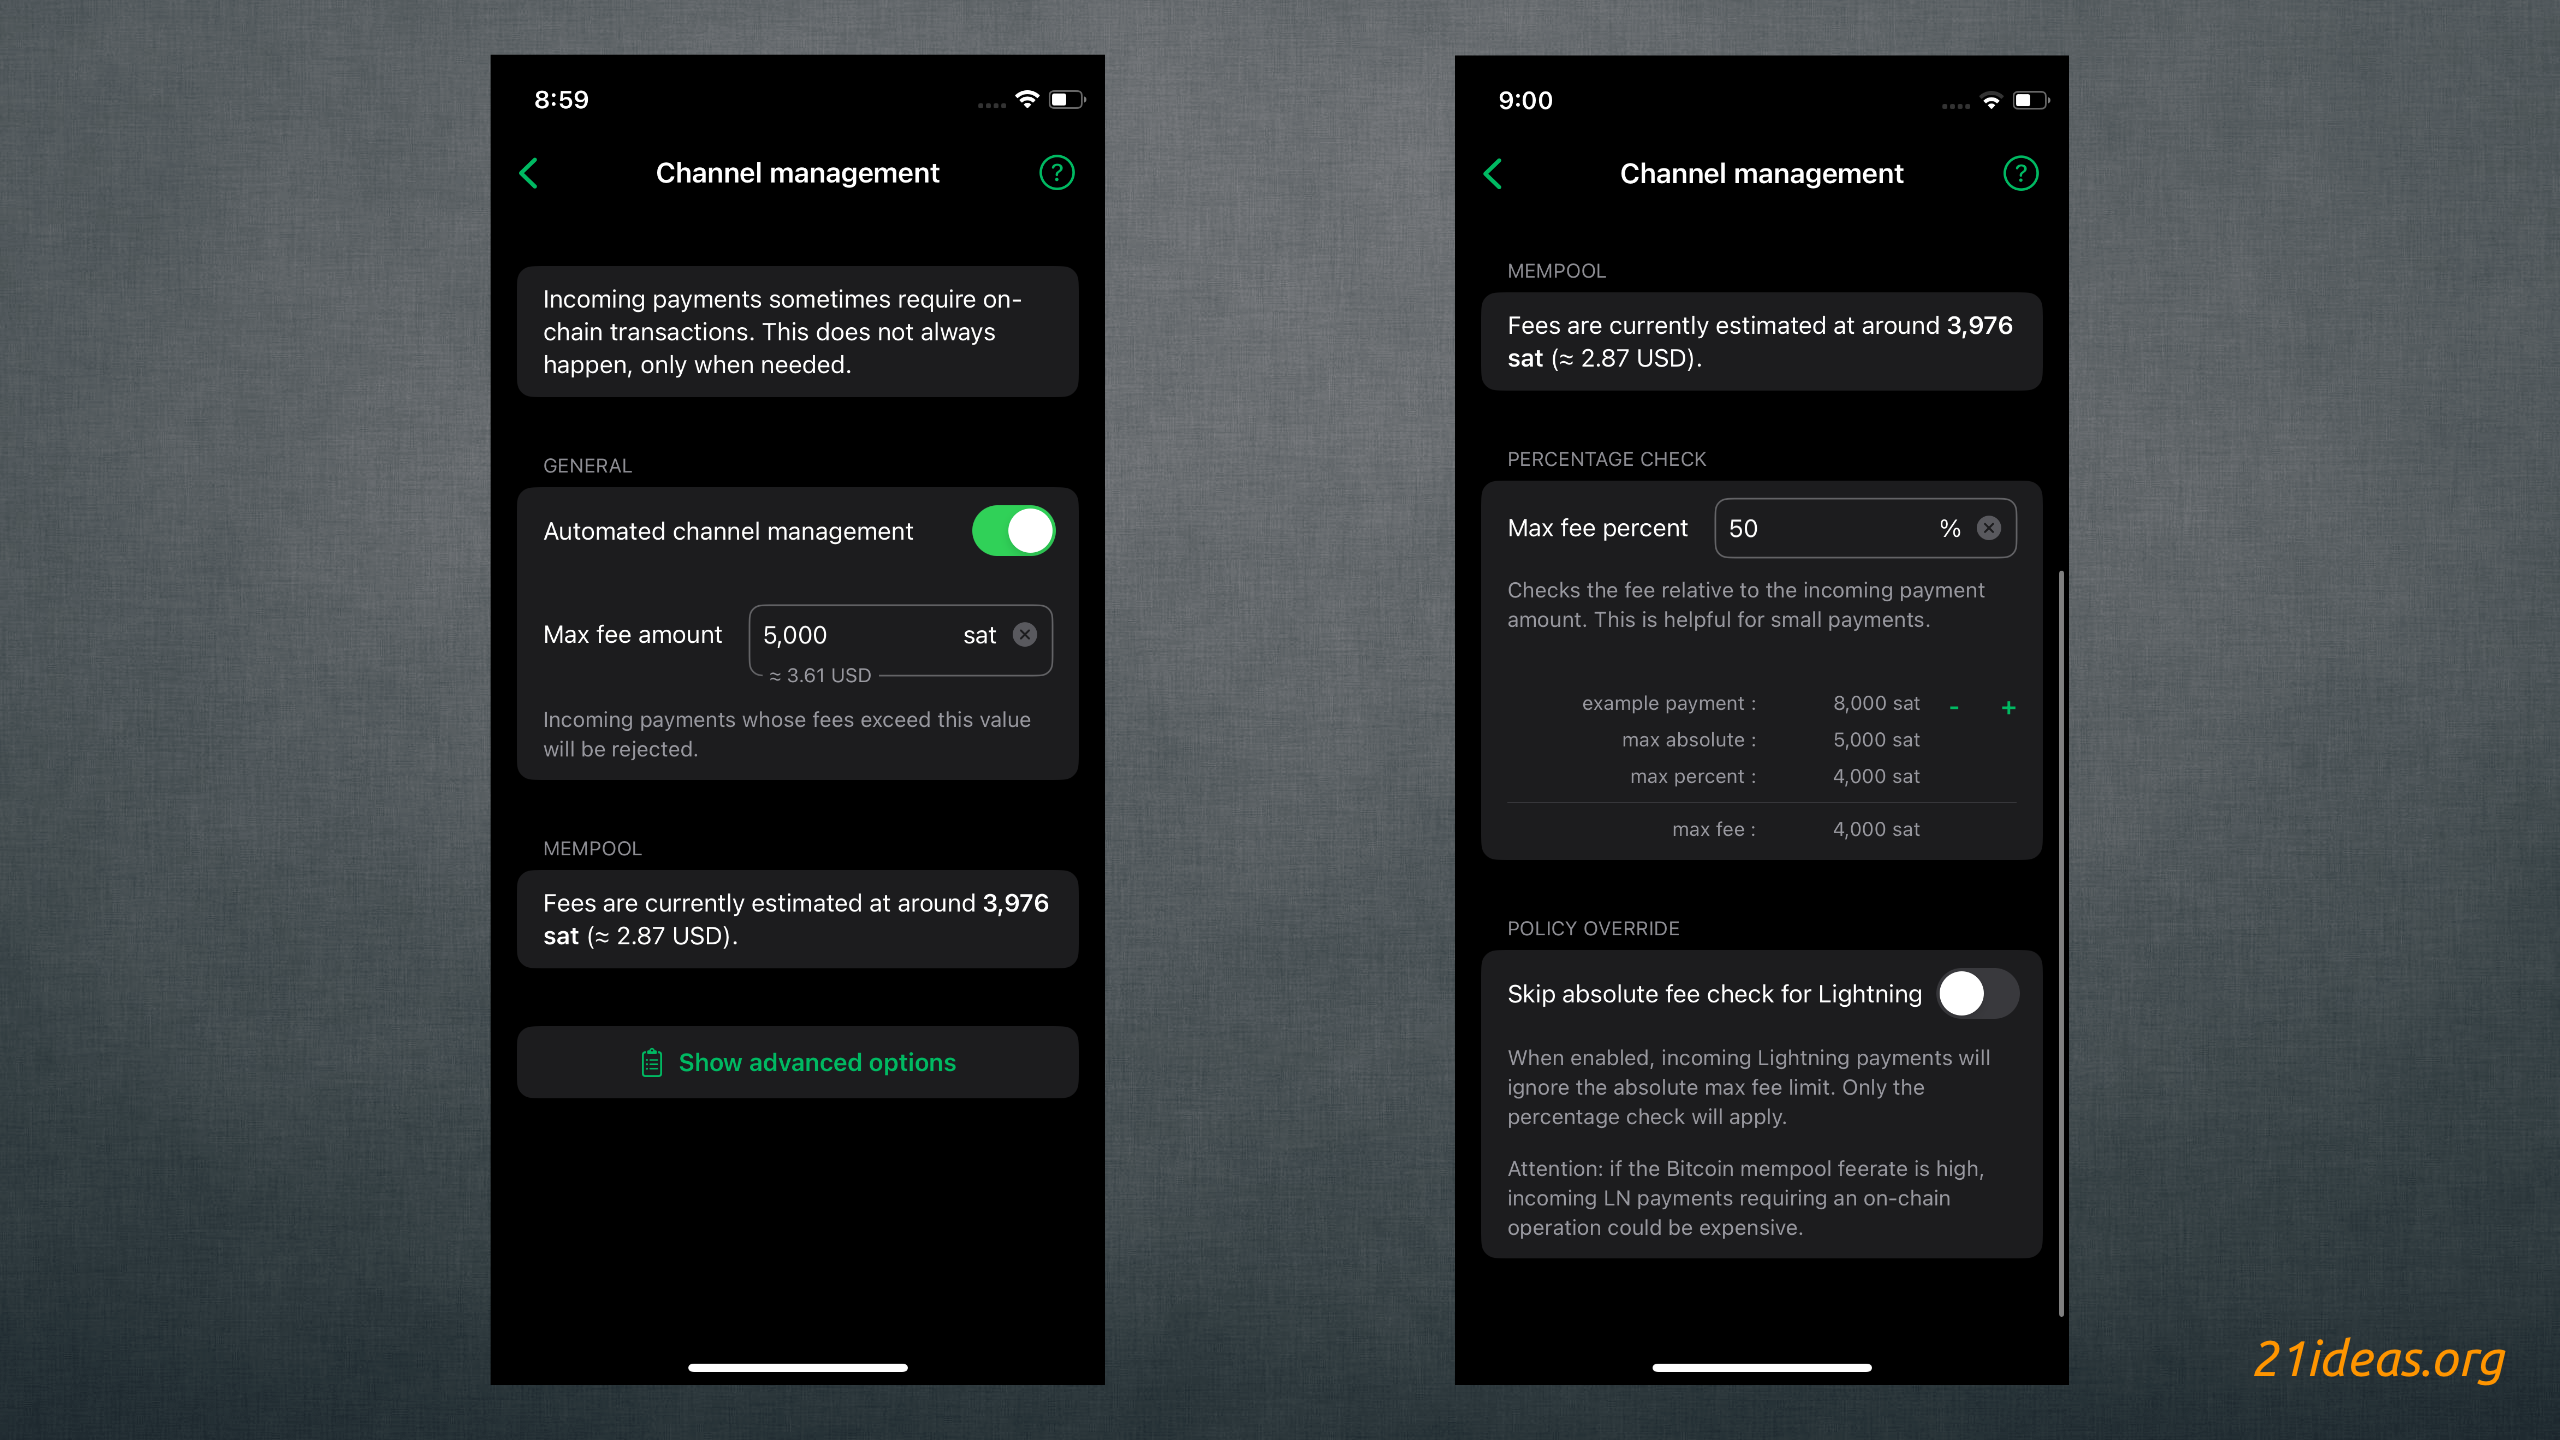 8:59
Channel management
?
Incoming payments sometimes require on-
chain transactions. This does not always
happen, only when needed.
GENERAL
Automated channel management
Max fee amount 5,000 sat
≈ 3.61 USD
Incoming payments whose fees exceed this value
will be rejected.
MEMPOOL
Fees are currently estimated at around 3,976
sat (≈ 2.87 USD).
Show advanced options
9:00
Channel management
?
MEMPOOL
Fees are currently estimated at around 3,976
sat (≈ 2.87 USD).
PERCENTAGE CHECK
Max fee percent 50 %
Checks the fee relative to the incoming payment
amount. This is helpful for small payments.
example payment : 8,000 sat - +
max absolute : 5,000 sat
max percent : 4,000 sat
max fee : 4,000 sat
POLICY OVERRIDE
Skip absolute fee check for Lightning
When enabled, incoming Lightning payments will
ignore the absolute max fee limit. Only the
percentage check will apply.
Attention: if the Bitcoin mempool feerate is high,
incoming LN payments requiring an on-chain
operation could be expensive.
21ideas.org